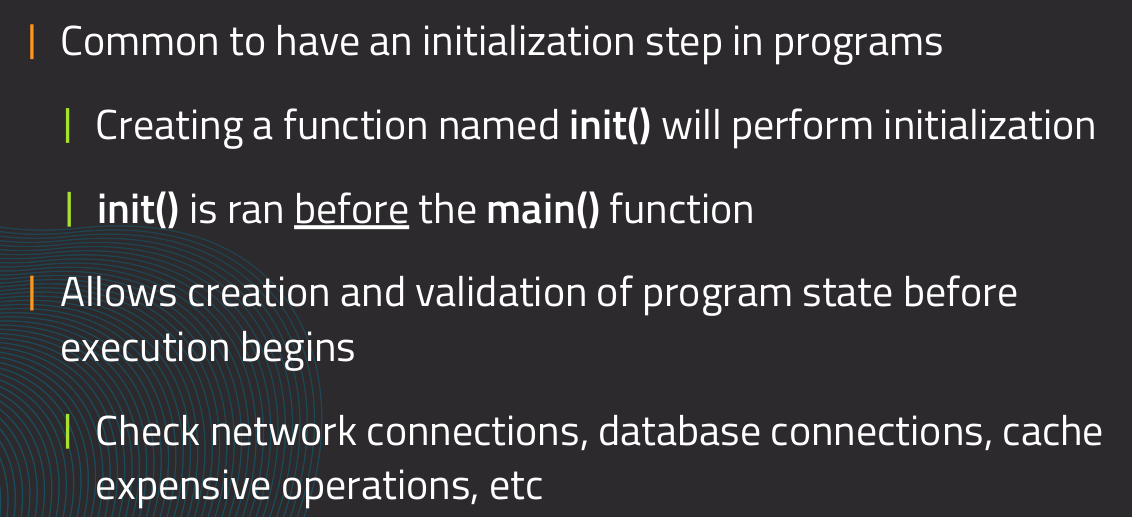 Common to have an initialization step in programs
Creating a function named init() will perform initialization
init() is ran before the main() function
Allows creation and validation of program state before
execution begins
Check network connections, database connections, cache
expensive operations, etc